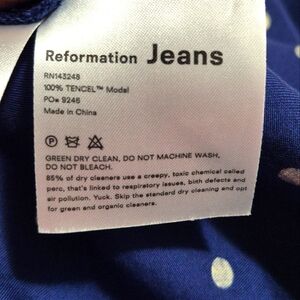 Reformation Jeans
RN143248
100% TENCEL™ Modal
PO# 9246
Made in China
P
GREEN DRY CLEAN, DO NOT MACHINE WASH,
DO NOT BLEACH.
85% of dry cleaners use a creepy, toxic chemical called
perc, that's linked to respiratory issues, birth defects and
air pollution. Yuck. Skip the standard dry cleaning and opt
for green and organic cleaners.